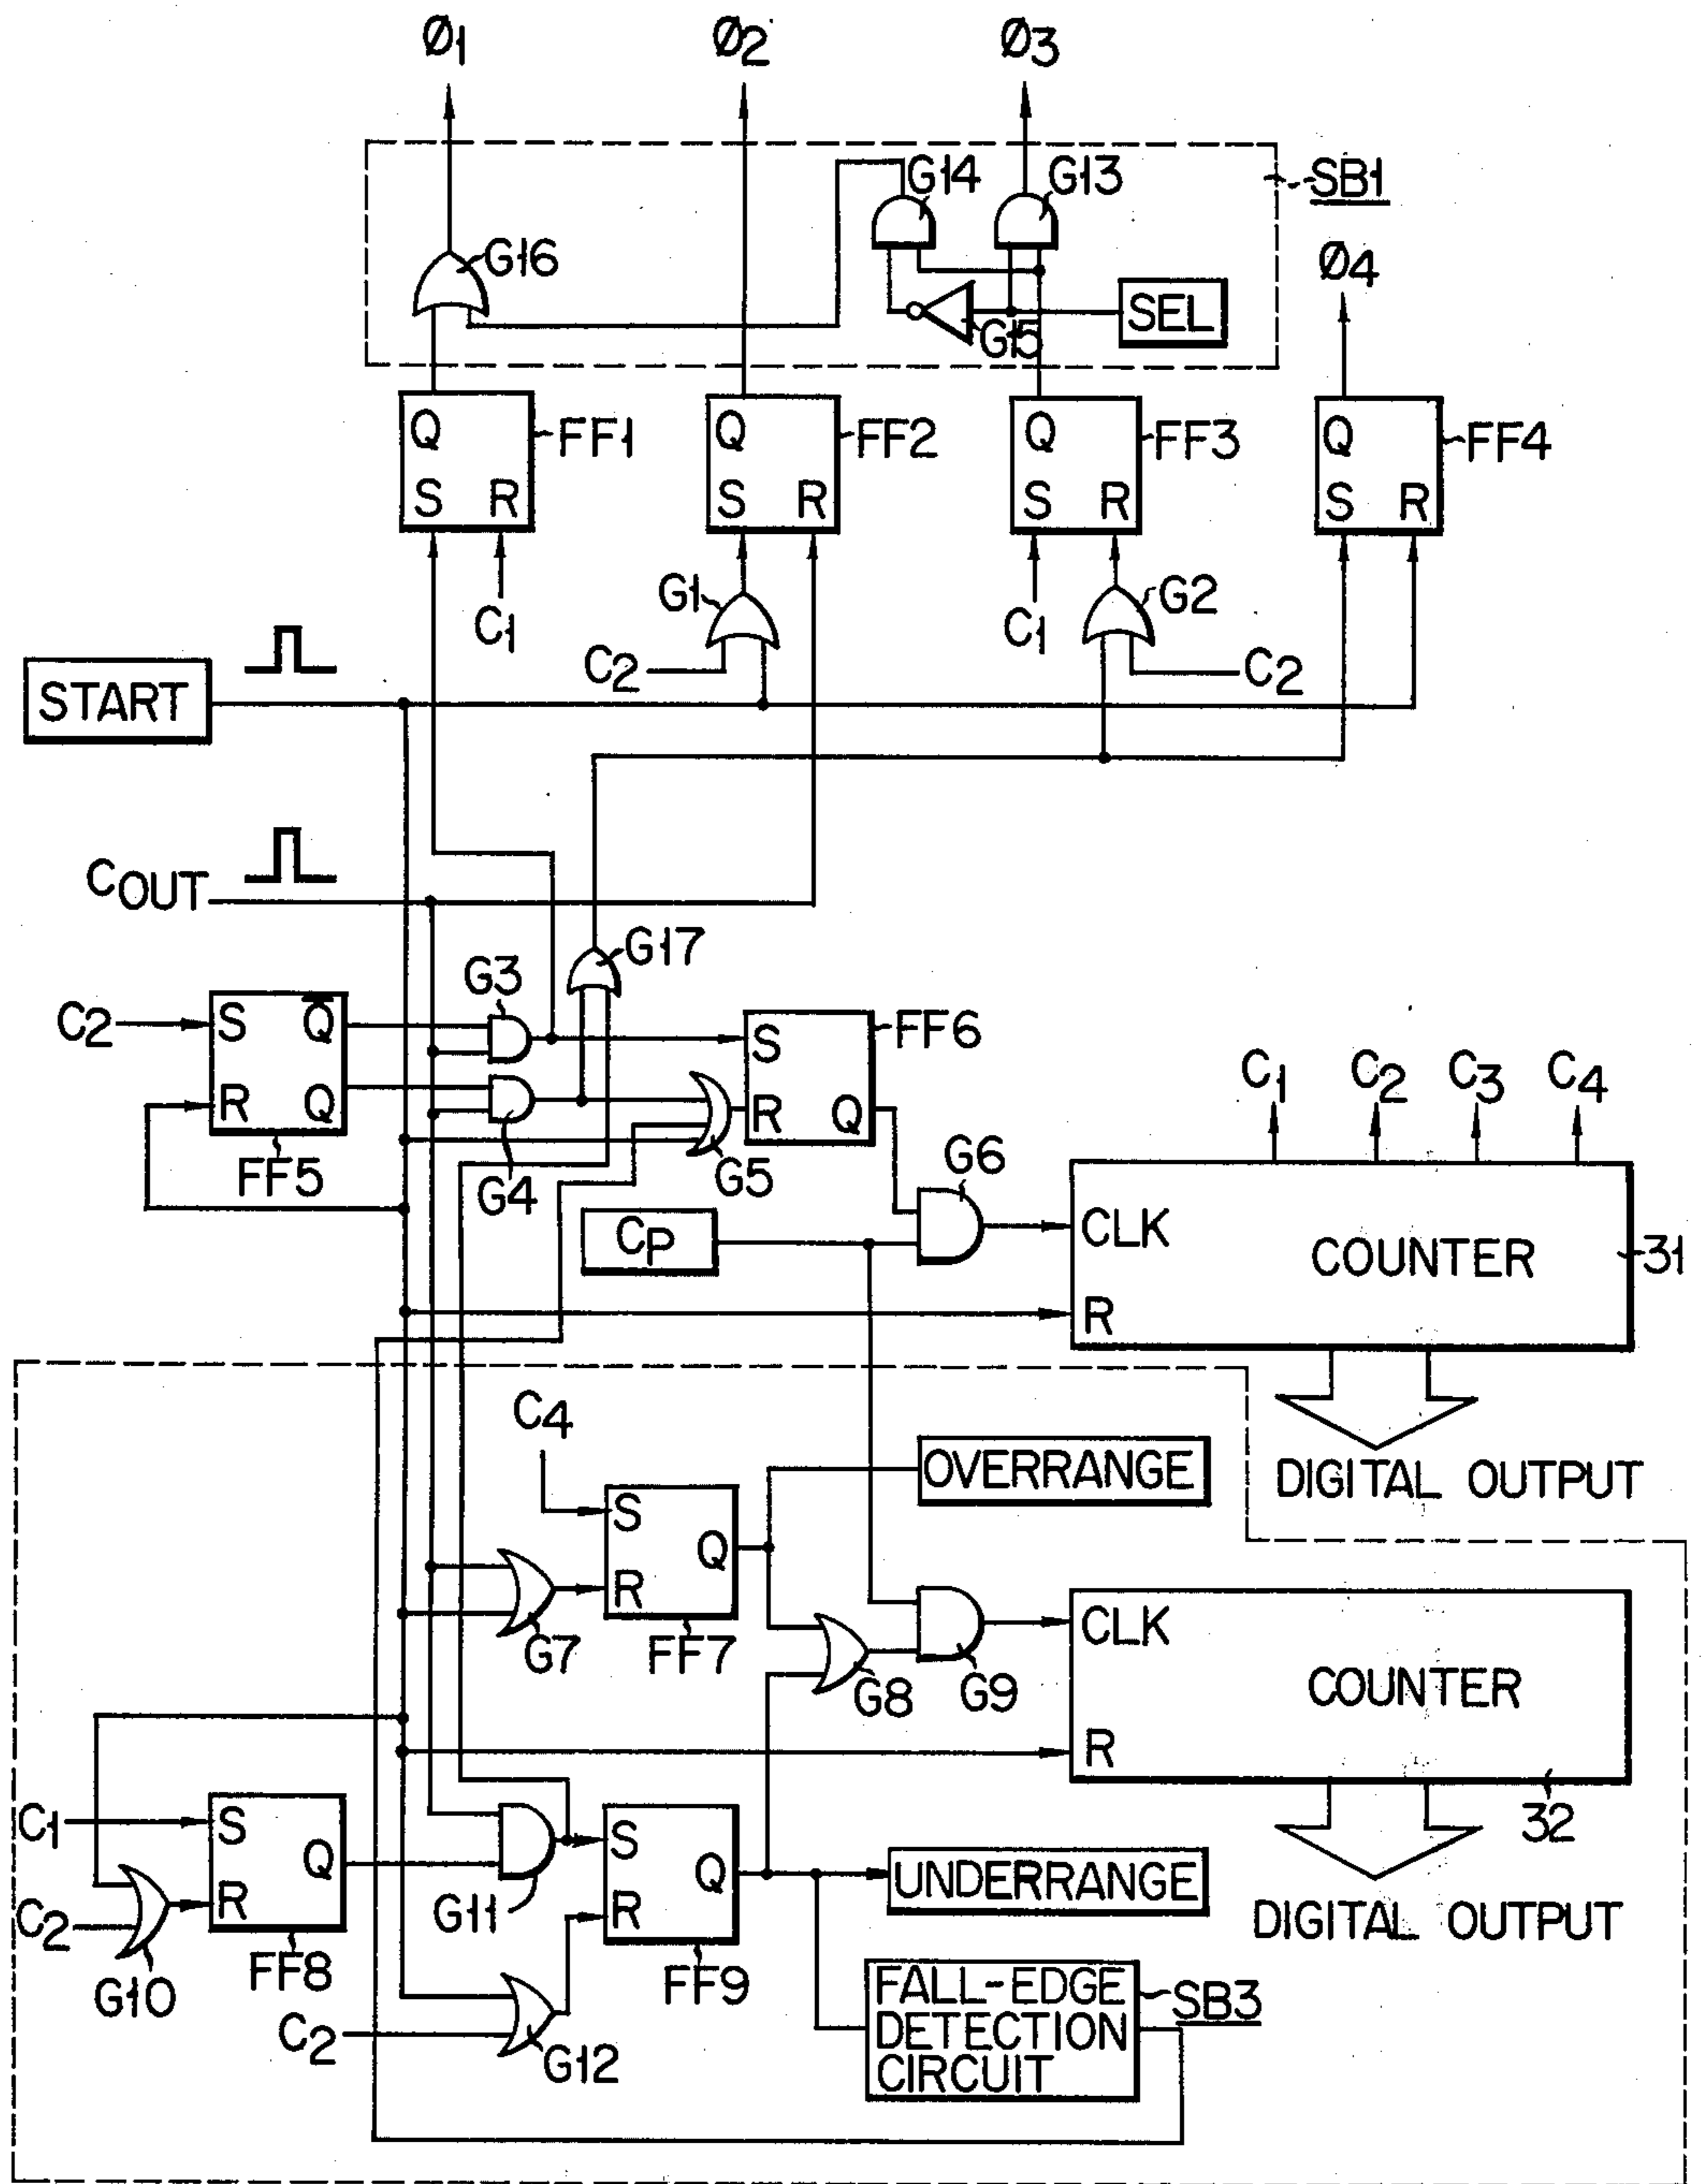 Ø1 Ø2 Ø3
G14 G13 SB1
G16 Ø4
G15 SEL
Q FF1 Q FF2 Q FF3 Q FF4
S R S R S R S R
C1 G1 C1 G2
C2 C2
START
COUT
G17
G3
C2 S Q̅ S FF6
R Q R Q
FF5 G4 G5
C1 C2 C3 C4
G6
CP CLK COUNTER 31
R
C4
OVERRANGE DIGITAL OUTPUT
S
Q
R
G7 FF7 CLK
G8 G9 COUNTER
R
C1 S S 32
Q Q UNDERRANGE
C2 R G11 R DIGITAL OUTPUT
G10 FF8 FF9
FALL-EDGE SB3
C2 DETECTION
G12 CIRCUIT